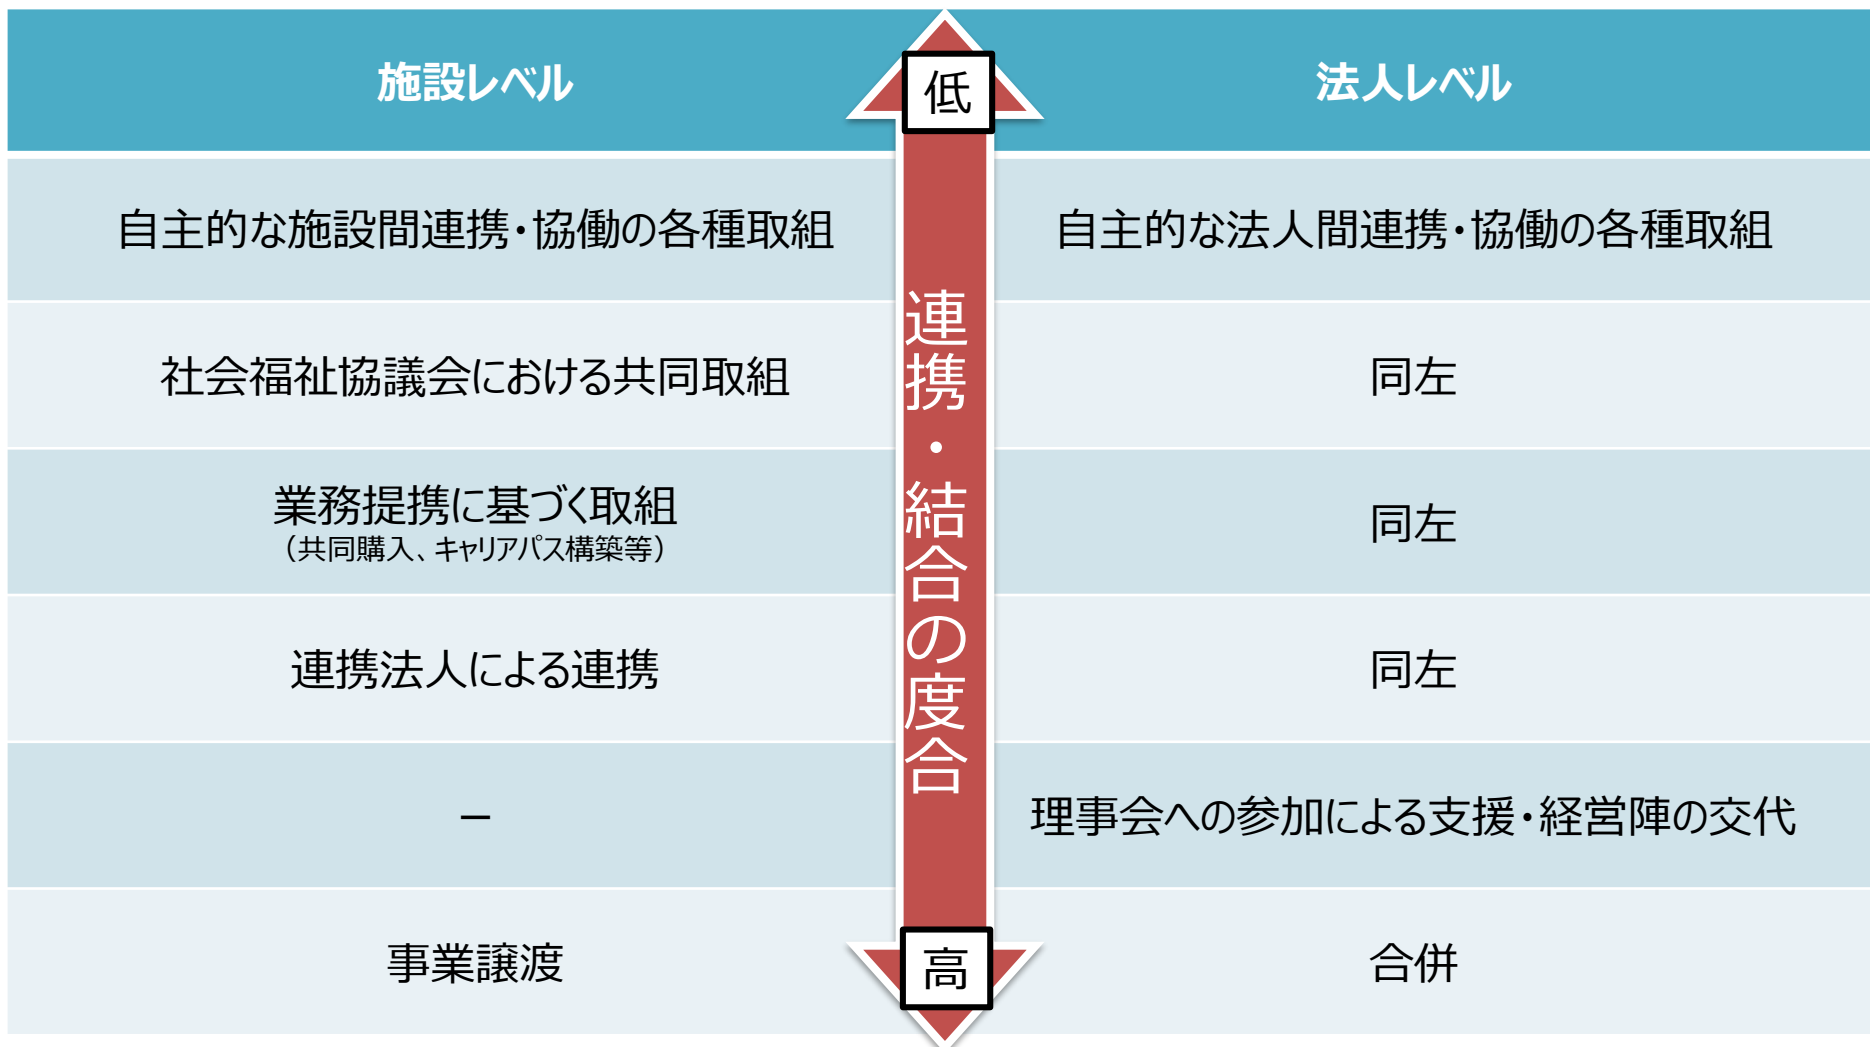 施設レベル
低
法人レベル
自主的な施設間連携・協働の各種取組
自主的な法人間連携・協働の各種取組
社会福祉協議会における共同取組
同左
業務提携に基づく取組
（共同購入、キャリアパス構築等）
同左
連携法人による連携
同左
－
理事会への参加による支援・経営陣の交代
事業譲渡
高
合併
連携・結合の度合